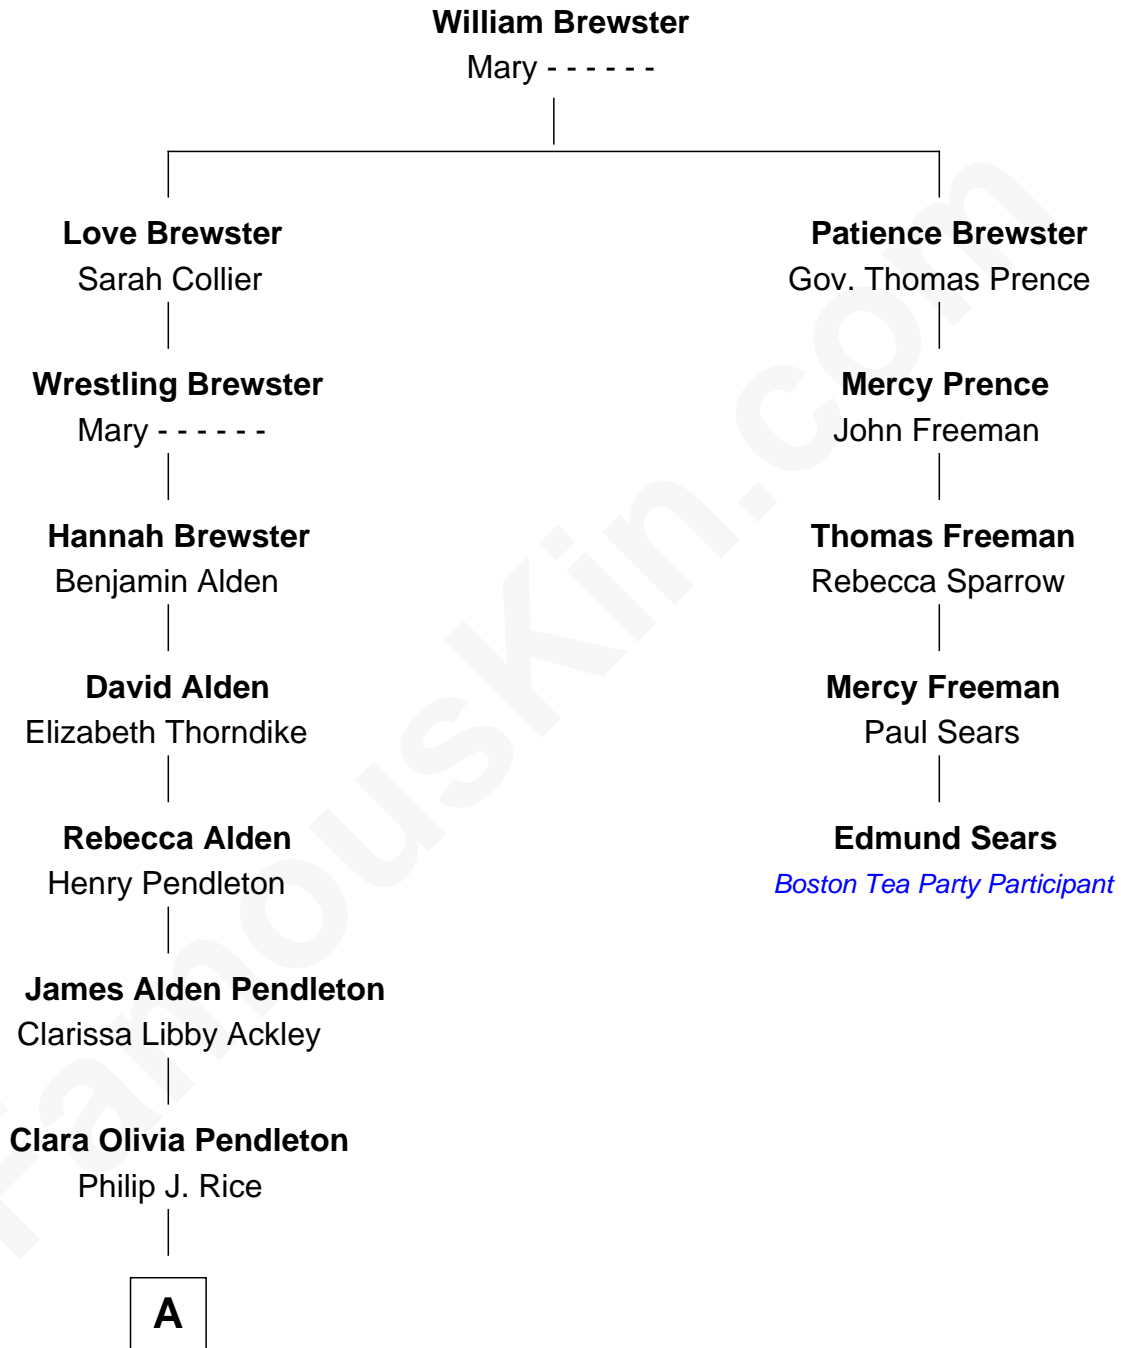 William Brewster
Mary - - - - - -
Love Brewster
Sarah Collier
Patience Brewster
Gov. Thomas Prence
Wrestling Brewster
Mary - - - - - -
Mercy Prence
John Freeman
Hannah Brewster
Benjamin Alden
Thomas Freeman
Rebecca Sparrow
David Alden
Elizabeth Thorndike
Mercy Freeman
Paul Sears
Rebecca Alden
Henry Pendleton
Edmund Sears
Boston Tea Party Participant
James Alden Pendleton
Clarissa Libby Ackley
Clara Olivia Pendleton
Philip J. Rice
A
FamousKin.com